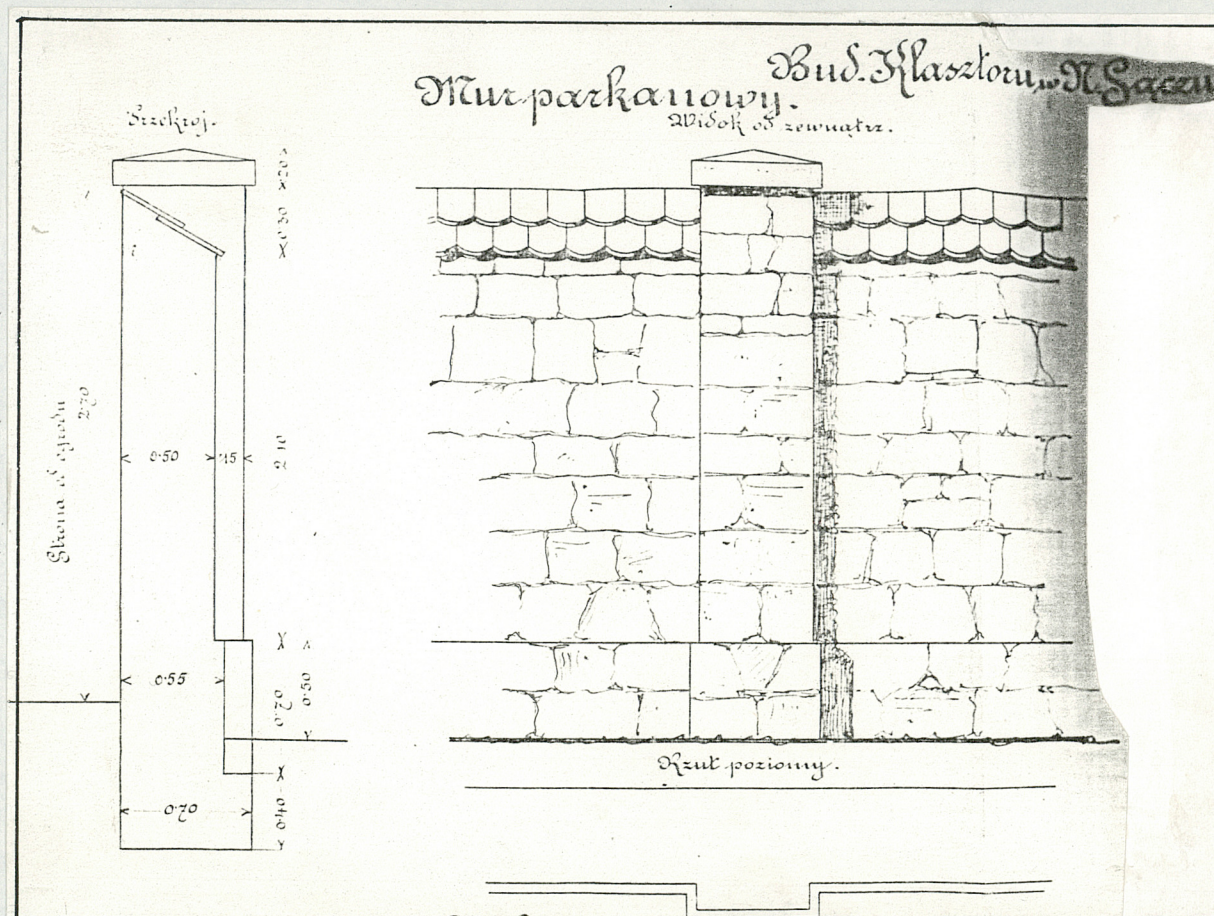 Bud. Klasztoru w N. Sączu
Mur parkanowy.
Widok od zewnątrz.
Przekrój.
×0·20
×0·30
Strona od ogrodu
2·70
0·50
·15
2·10
0·55
0·70
0·50
0·70
0·40
Rzut poziomy.